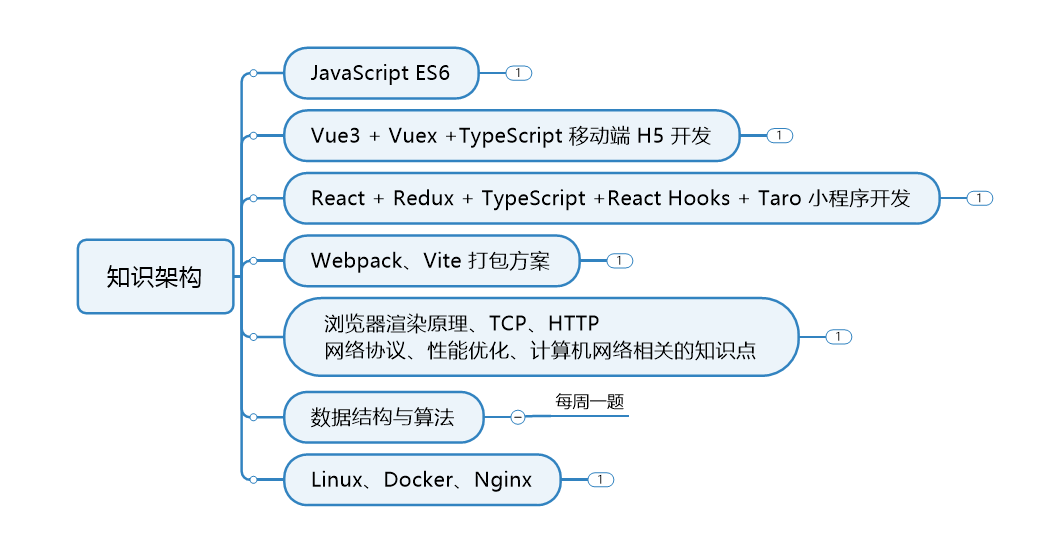 知识架构
JavaScript ES6
1
Vue3 + Vuex +TypeScript 移动端 H5 开发
1
React + Redux + TypeScript +React Hooks + Taro 小程序开发
1
Webpack、Vite 打包方案
1
浏览器渲染原理、TCP、HTTP
网络协议、性能优化、计算机网络相关的知识点
1
数据结构与算法
每周一题
Linux、Docker、Nginx
1